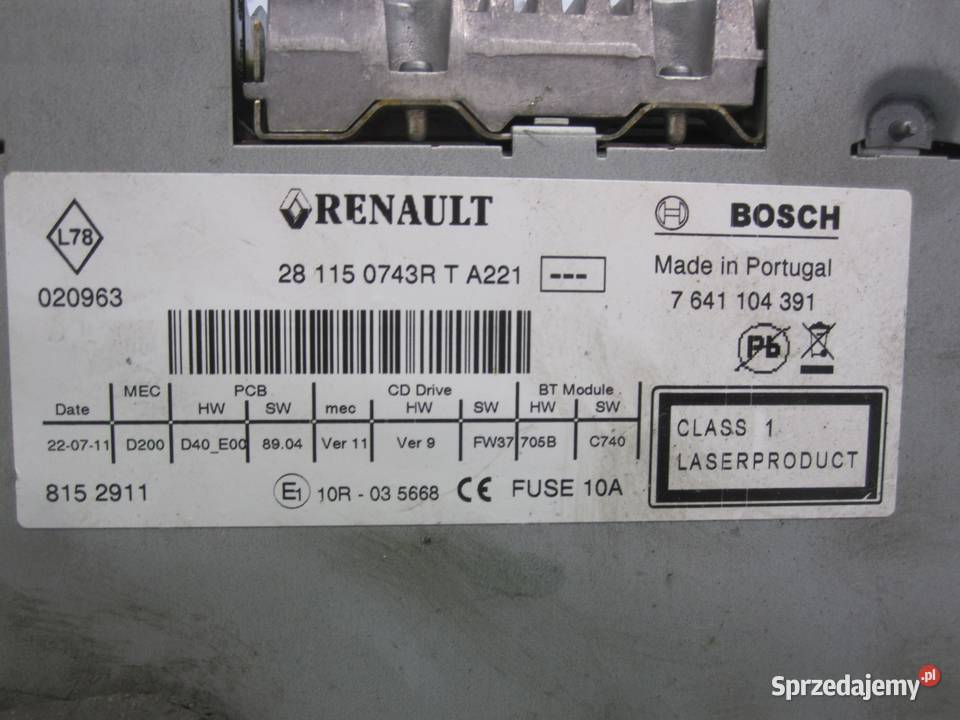 L78
RENAULT
BOSCH
28 115 0743R T A221 ---
Made in Portugal
020963
7 641 104 391
Pb
MEC PCB CD Drive BT Module
Date HW SW mec HW SW HW SW
22-07-11 D200 D40_E00 89.04 Ver 11 Ver 9 FW37 705B C740
CLASS 1
LASERPRODUCT
815 2911
E1 10R - 03 5668 CE FUSE 10A
Sprzedajemy.pl